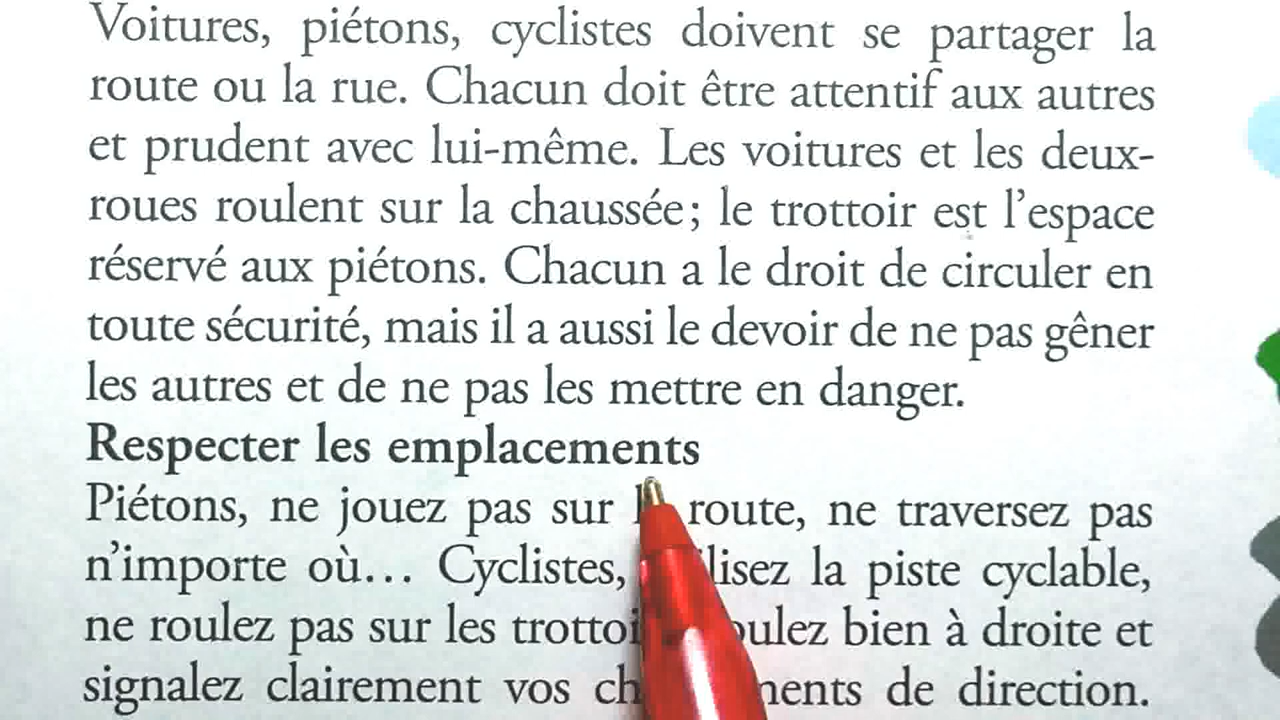 Voitures, piétons, cyclistes doivent se partager la
route ou la rue. Chacun doit être attentif aux autres
et prudent avec lui-même. Les voitures et les deux-
roues roulent sur la chaussée; le trottoir est l'espace
réservé aux piétons. Chacun a le droit de circuler en
toute sécurité, mais il a aussi le devoir de ne pas gêner
les autres et de ne pas les mettre en danger.
Respecter les emplacements
Piétons, ne jouez pas sur route, ne traversez pas
n'importe où… Cyclistes, la piste cyclable,
ne roulez pas sur les bien à droite et
signalez clairement vos de direction.